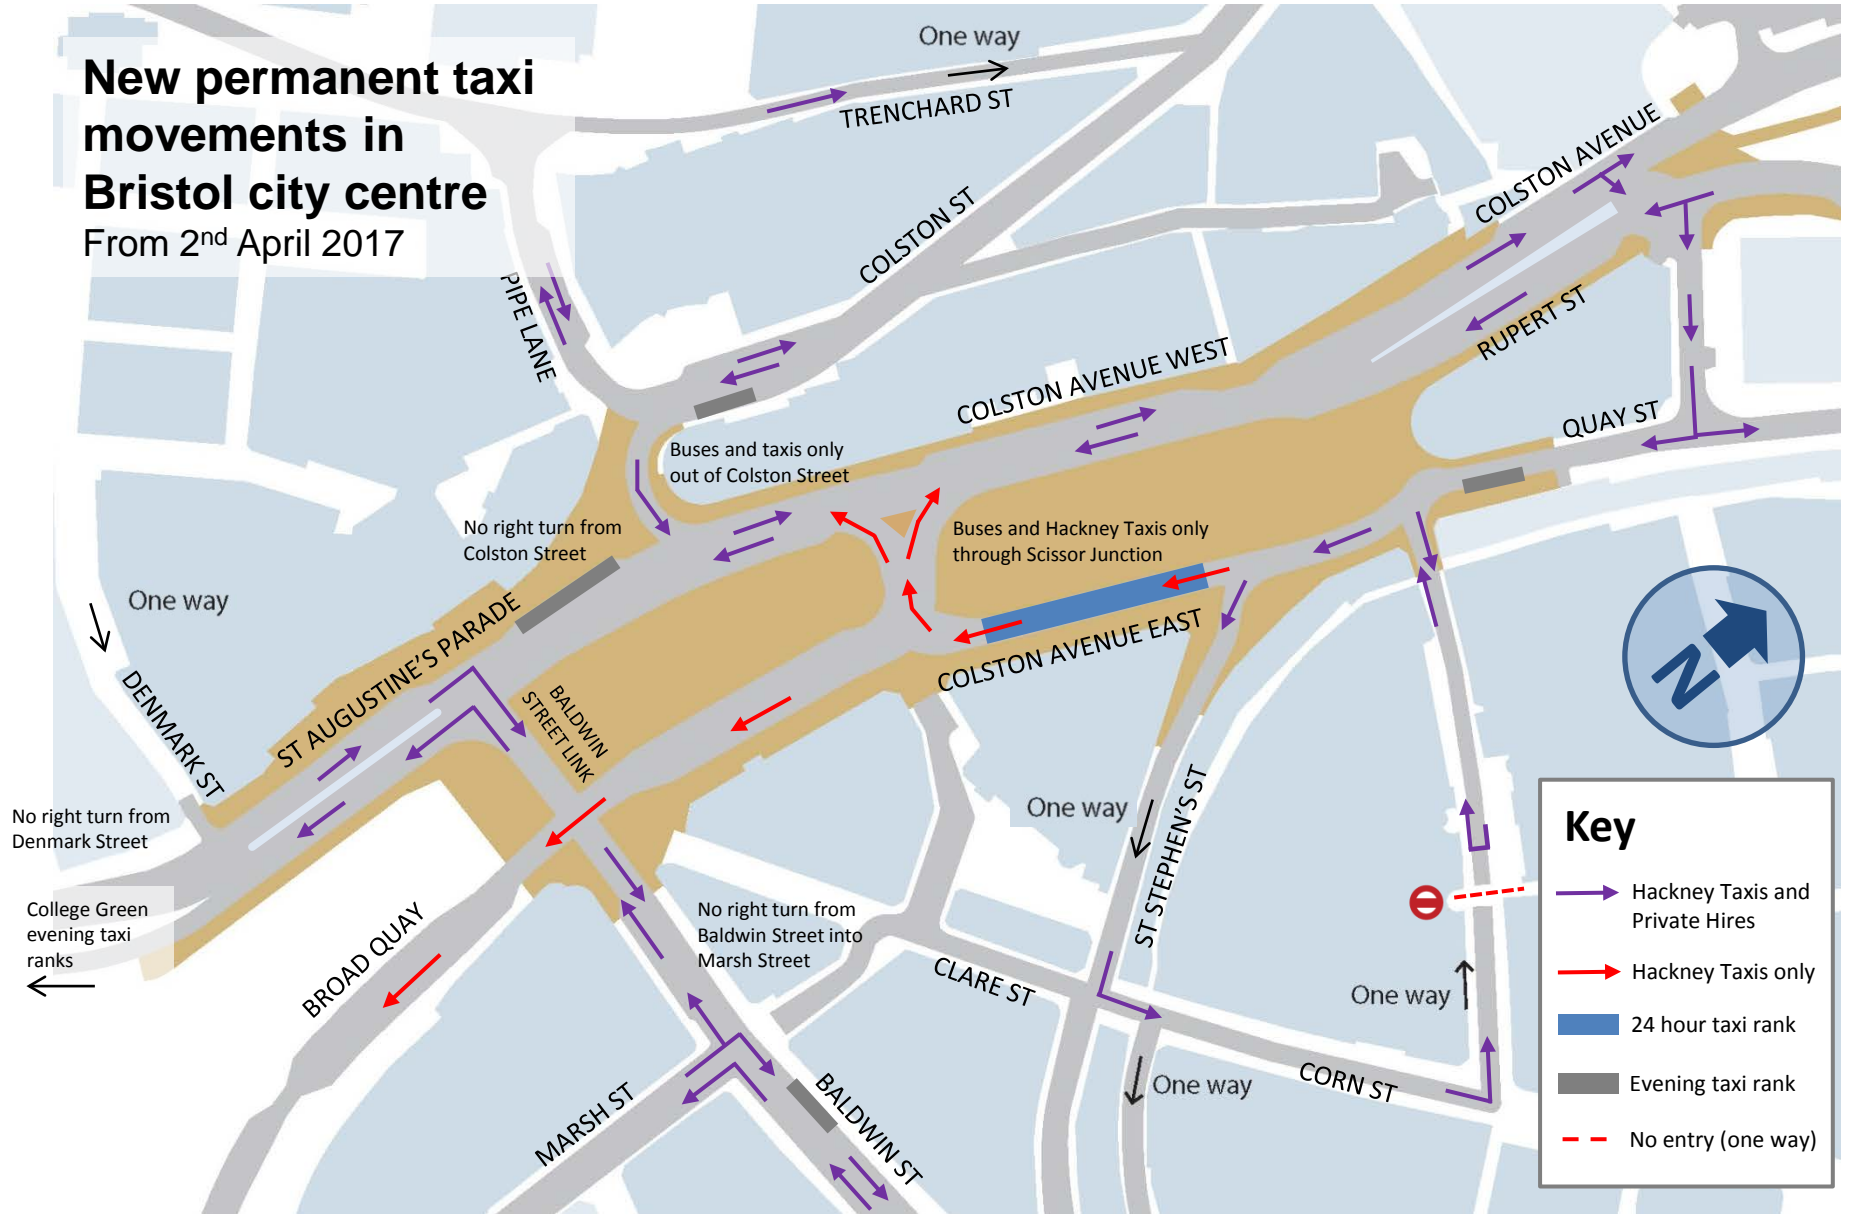 New permanent taxi
movements in
Bristol city centre
From 2nd April 2017
One way
TRENCHARD ST
COLSTON AVENUE
COLSTON ST
PIPE LANE
RUPERT ST
COLSTON AVENUE WEST
QUAY ST
Buses and taxis only
out of Colston Street
No right turn from
Colston Street
Buses and Hackney Taxis only
through Scissor Junction
One way
ST AUGUSTINE'S PARADE
COLSTON AVENUE EAST
DENMARK ST
BALDWIN
STREET LINK
N
No right turn from
Denmark Street
One way
ST STEPHEN'S ST
College Green
evening taxi
ranks
BROAD QUAY
No right turn from
Baldwin Street into
Marsh Street
CLARE ST
One way
One way
CORN ST
MARSH ST
BALDWIN ST
Key
Hackney Taxis and
Private Hires
Hackney Taxis only
24 hour taxi rank
Evening taxi rank
No entry (one way)